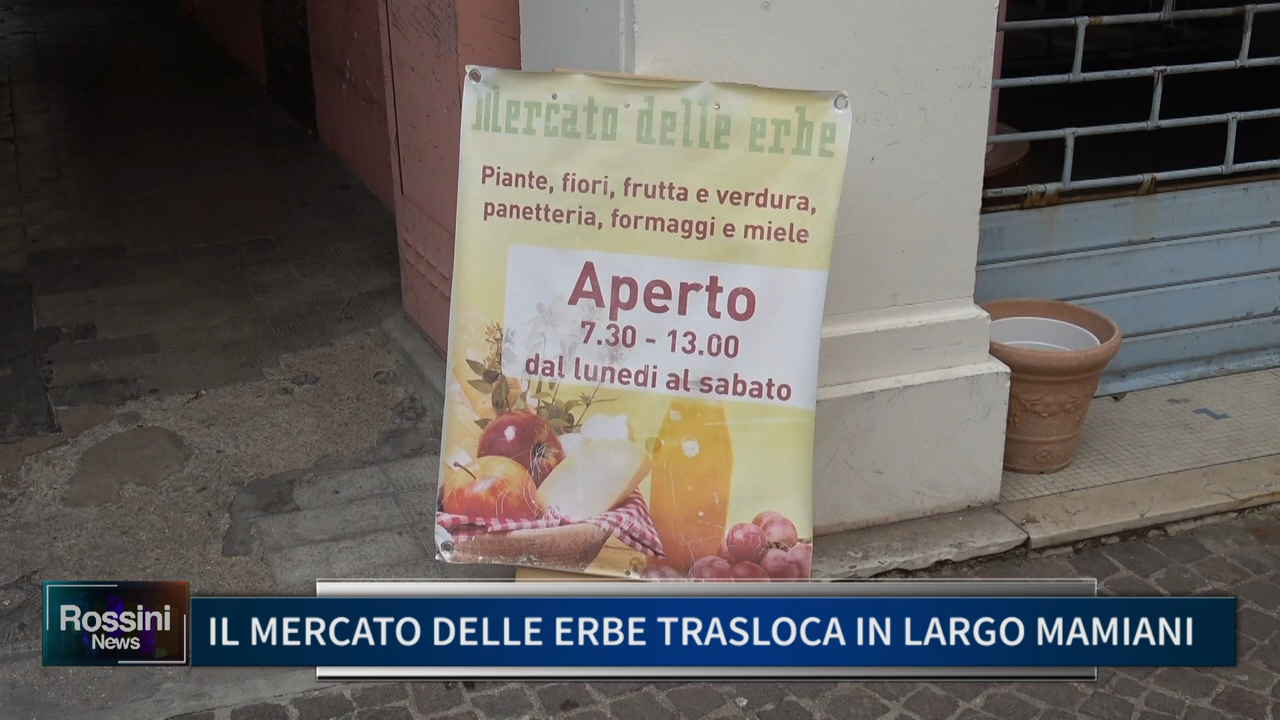 Mercato delle erbe
Piante, fiori, frutta e verdura,
panetteria, formaggi e miele
Aperto
7.30 - 13.00
dal lunedi al sabato
Rossini
News
IL MERCATO DELLE ERBE TRASLOCA IN LARGO MAMIANI